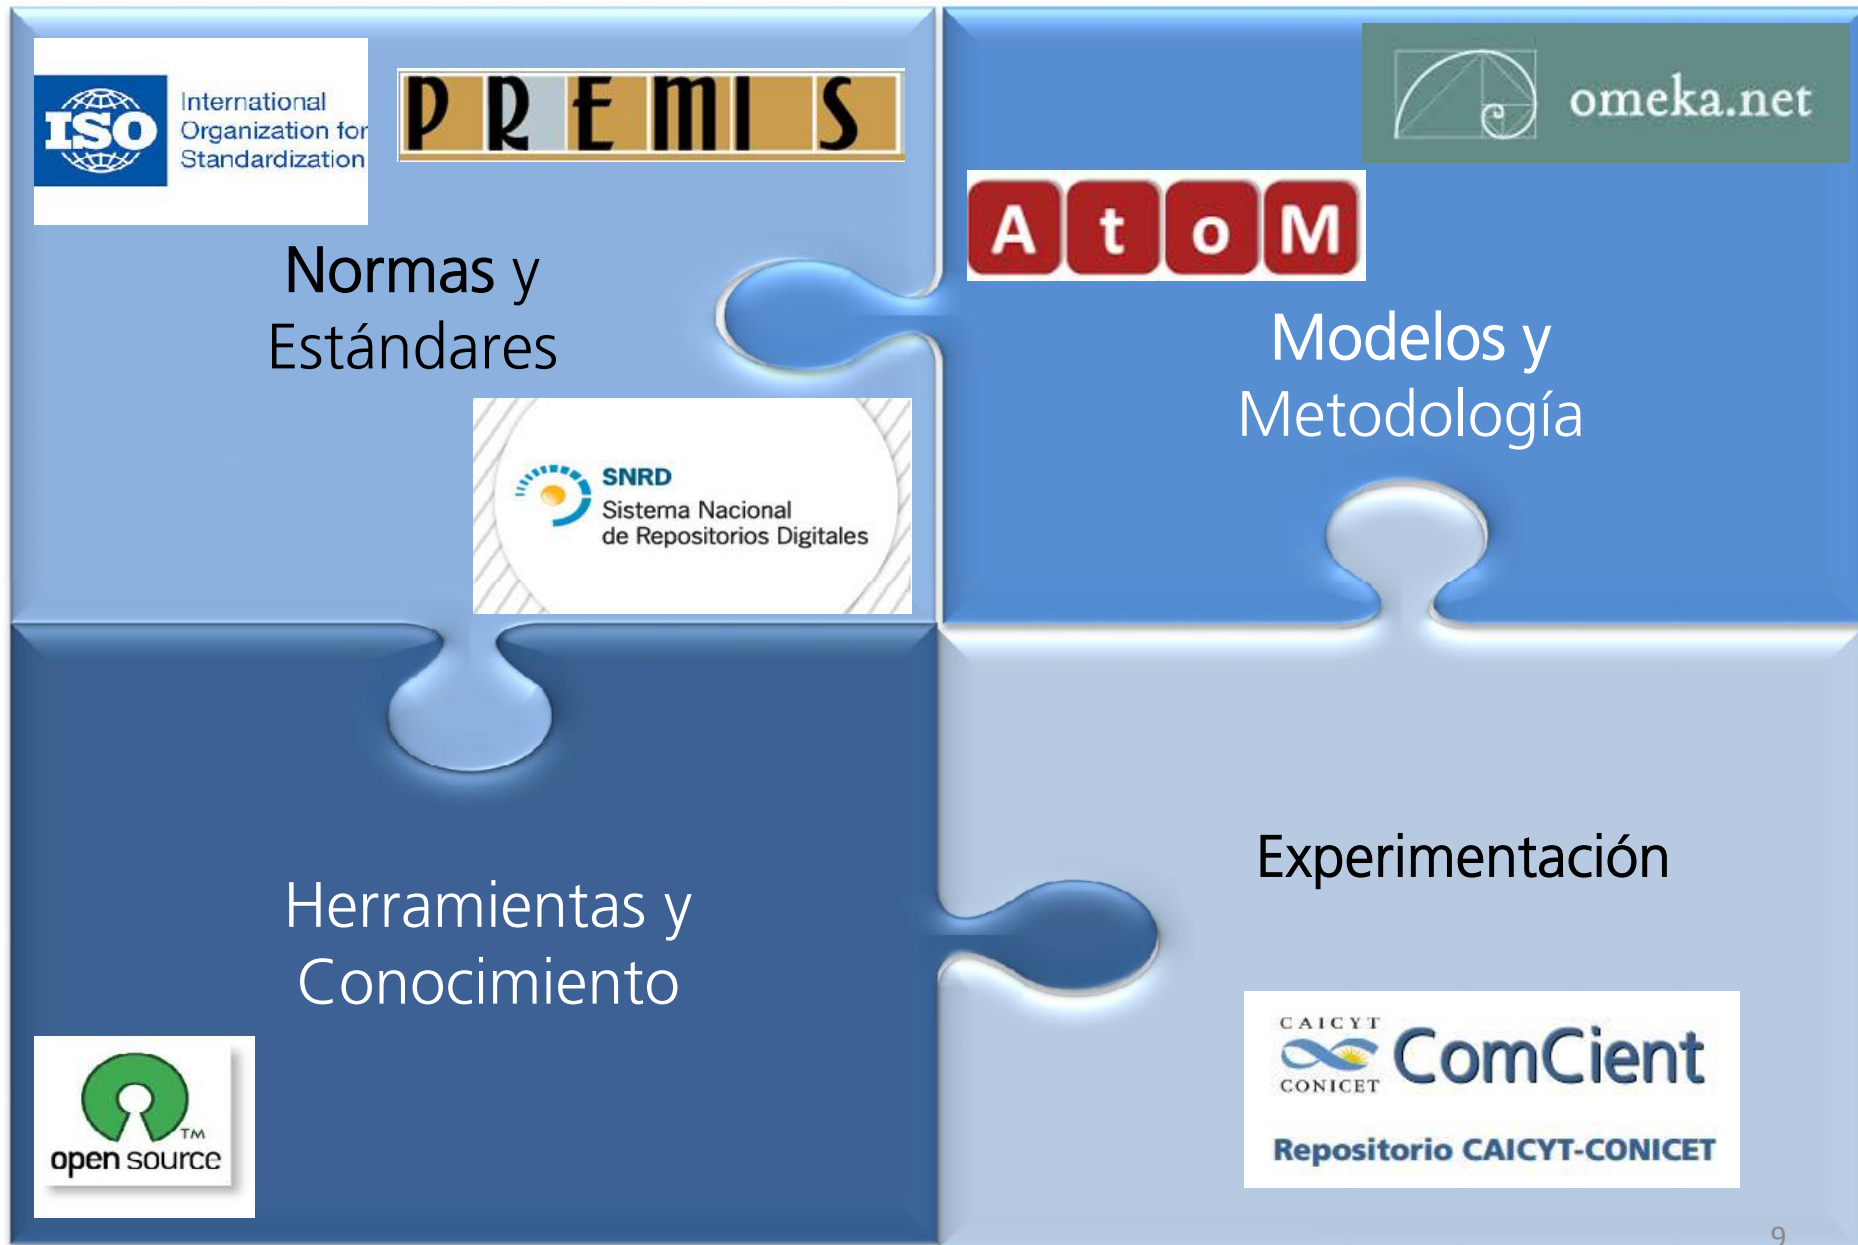 ISO
International
Organization for
Standardization
PREMIS
Normas y
Estándares
SNRD
Sistema Nacional
de Repositorios Digitales
omeka.net
AtoM
Modelos y
Metodología
Herramientas y
Conocimiento
TM
open source
Experimentación
CAICYT
CONICET
ComCient
Repositorio CAICYT-CONICET
9